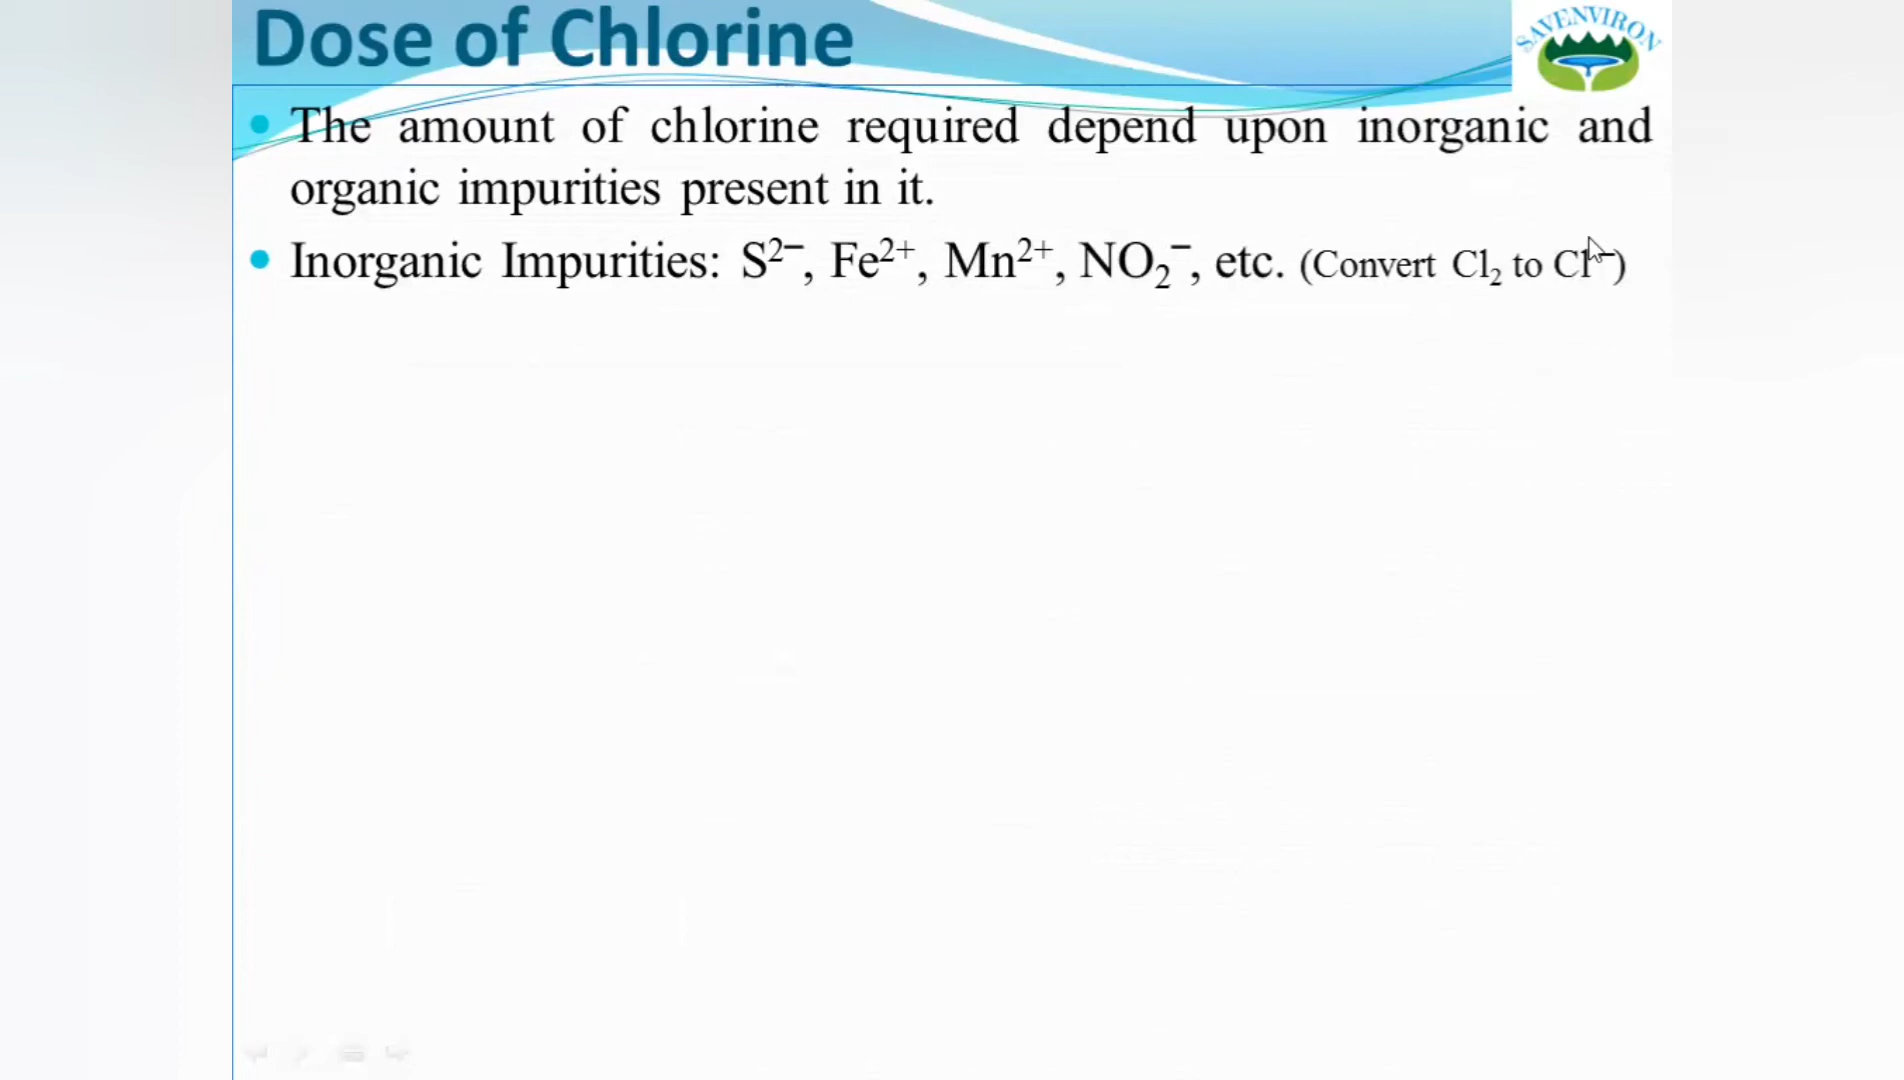 Dose of Chlorine
SAVENVIRON
• The amount of chlorine required depend upon inorganic and
organic impurities present in it.
• Inorganic Impurities: S²⁻, Fe²⁺, Mn²⁺, NO₂⁻, etc. (Convert Cl₂ to Cl⁻)